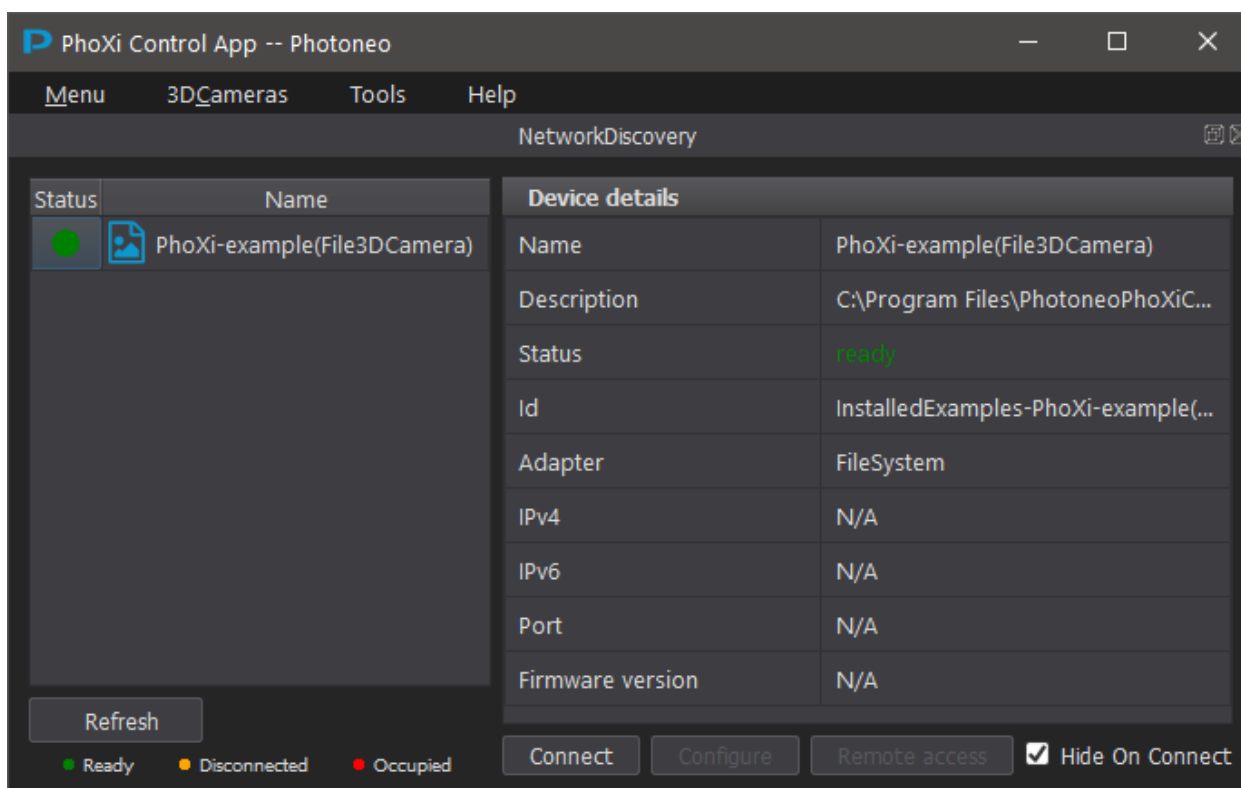 PhoXi Control App -- Photoneo
Menu 3DCameras Tools Help
NetworkDiscovery
Status Name
PhoXi-example(File3DCamera)
Device details
Name PhoXi-example(File3DCamera)
Description C:\Program Files\PhotoneoPhoXiC...
Status ready
Id InstalledExamples-PhoXi-example(...
Adapter FileSystem
IPv4 N/A
IPv6 N/A
Port N/A
Firmware version N/A
Refresh
Ready Disconnected Occupied
Connect Configure Remote access Hide On Connect